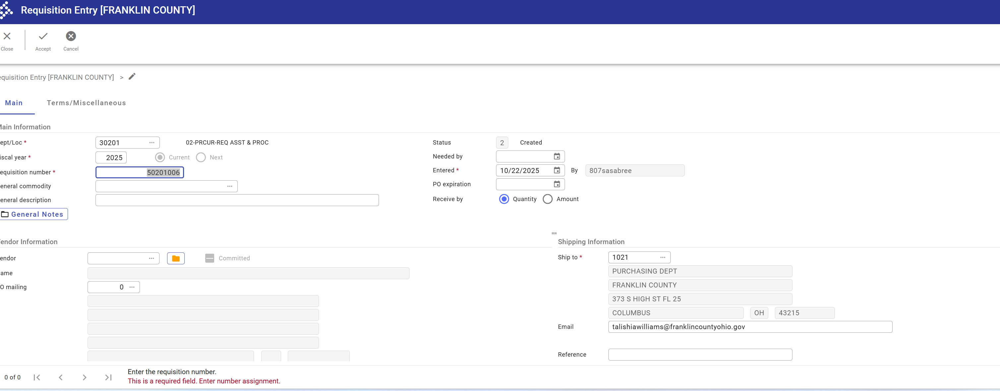 Requisition Entry [FRANKLIN COUNTY]
Close Accept Cancel
equisition Entry [FRANKLIN COUNTY] >
Main Terms/Miscellaneous
Main Information
ept/Loc * 30201 ... 02-PRCUR-REQ ASST & PROC
Status 2 Created
iscal year * 2025 Current Next
Needed by
equisition number * 50201006
Entered * 10/22/2025 By 807sasabree
eneral commodity ...
PO expiration
eneral description
Receive by Quantity Amount
General Notes
endor Information
Shipping Information
endor ... Committed
Ship to * 1021 ...
ame
PURCHASING DEPT
O mailing 0 ...
FRANKLIN COUNTY
373 S HIGH ST FL 25
COLUMBUS OH 43215
Email talishiawilliams@franklincountyohio.gov
Reference
0 of 0
Enter the requisition number.
This is a required field. Enter number assignment.